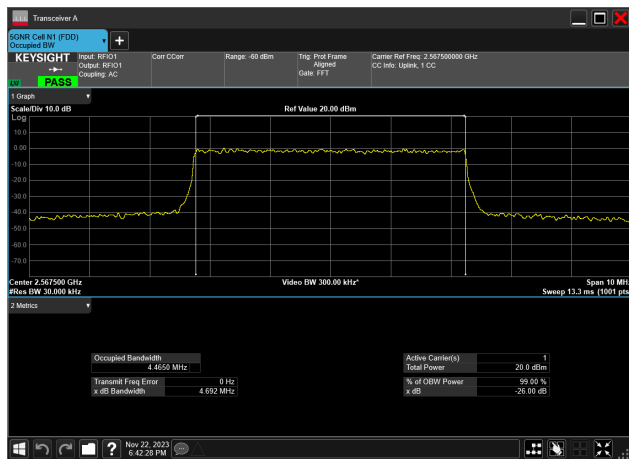 Transceiver A
5GNR Cell N1 (FDD)
Occupied BW
KEYSIGHT
PASS
Input: RFIO1
Output: RFIO1
Coupling: AC
Corr CCorr
Range: -60 dBm
Trig: Prot Frame
Aligned
Gate: FFT
Carrier Ref Freq: 2.567500000 GHz
CC Info: Uplink, 1 CC
1 Graph
Scale/Div 10.0 dB
Ref Value 20.00 dBm
Log
10.0
0.00
-10.0
-20.0
-30.0
-40.0
-50.0
-60.0
-70.0
Center 2.567500 GHz
Video BW 300.00 kHz*
Span 10 MHz
#Res BW 30.000 kHz
Sweep 13.3 ms (1001 pts)
2 Metrics
Occupied Bandwidth
4.4650 MHz
Transmit Freq Error 0 Hz
x dB Bandwidth 4.692 MHz
Active Carrier(s) 1
Total Power 20.0 dBm
% of OBW Power 99.00 %
x dB -26.00 dB
Nov 22, 2023
6:42:28 PM